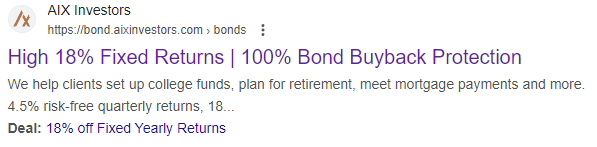 AIX Investors
https://bond.aixinvestors.com › bonds
High 18% Fixed Returns | 100% Bond Buyback Protection
We help clients set up college funds, plan for retirement, meet mortgage payments and more.
4.5% risk-free quarterly returns, 18...
Deal: 18% off Fixed Yearly Returns